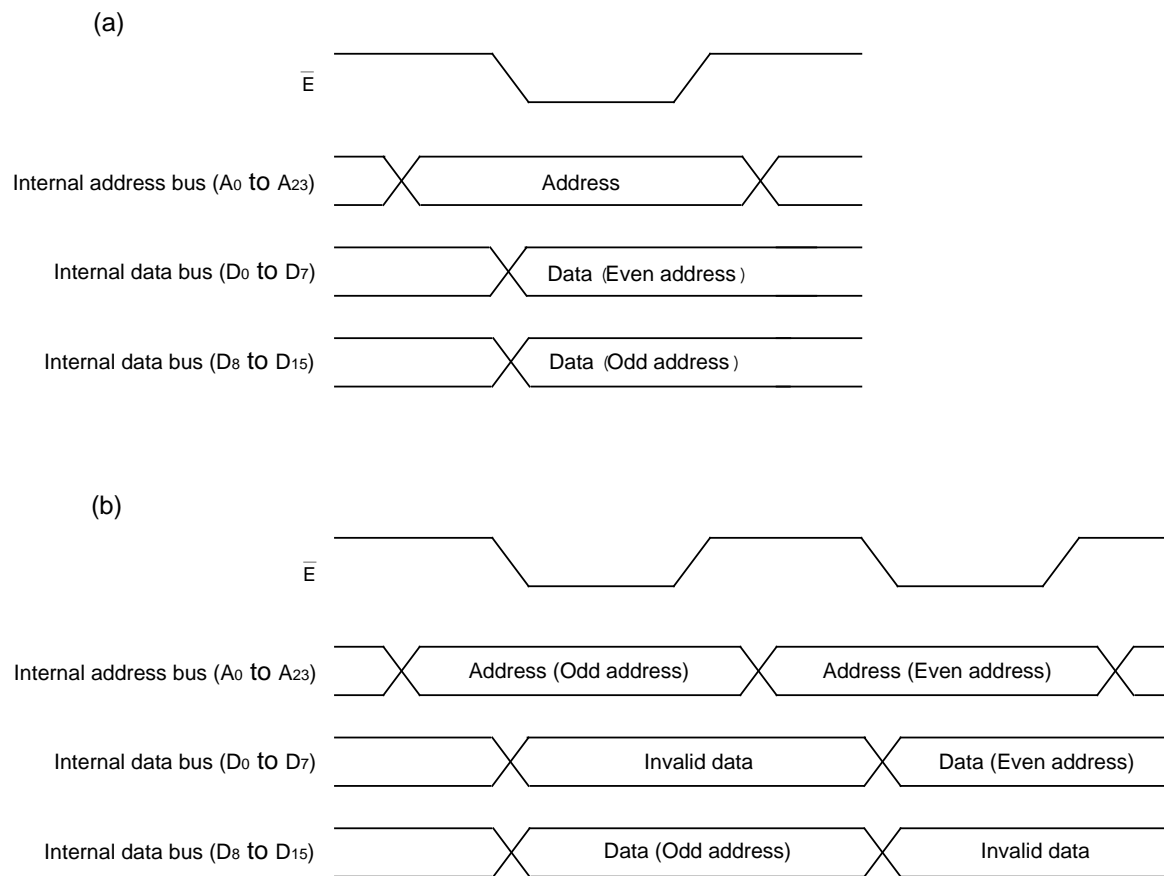 (a)
E̅
Internal address bus (A0 to A23)
Address
Internal data bus (D0 to D7)
Data (Even address)
Internal data bus (D8 to D15)
Data (Odd address)
(b)
E̅
Internal address bus (A0 to A23)
Address (Odd address)
Address (Even address)
Internal data bus (D0 to D7)
Invalid data
Data (Even address)
Internal data bus (D8 to D15)
Data (Odd address)
Invalid data